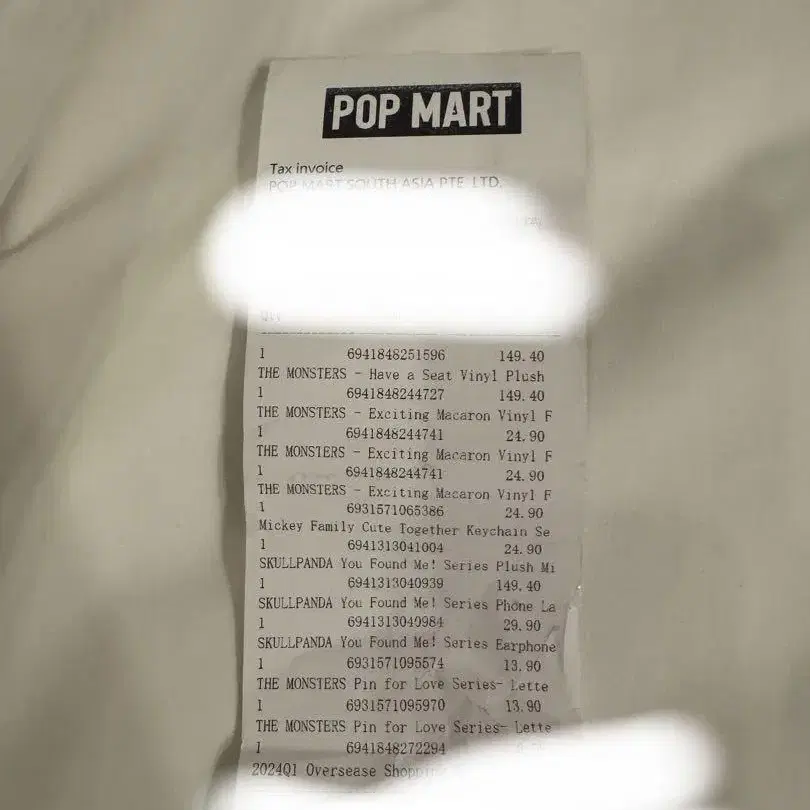 POP MART
Tax invoice
POP MART SOUTH ASIA PTE. LTD.
1 6941848251596 149.40
THE MONSTERS - Have a Seat Vinyl Plush
1 6941848244727 149.40
THE MONSTERS - Exciting Macaron Vinyl F
1 6941848244741 24.90
THE MONSTERS - Exciting Macaron Vinyl F
1 6941848244741 24.90
THE MONSTERS - Exciting Macaron Vinyl F
1 6931571065386 24.90
Mickey Family Cute Together Keychain Se
1 6941313041004 24.90
SKULLPANDA You Found Me! Series Plush Mi
1 6941313040939 149.40
SKULLPANDA You Found Me! Series Phone La
1 6941313040984 29.90
SKULLPANDA You Found Me! Series Earphone
1 6931571095574 13.90
THE MONSTERS Pin for Love Series- Lette
1 6931571095970 13.90
THE MONSTERS Pin for Love Series- Lette
1 6941848272294
2024Q1 Oversease